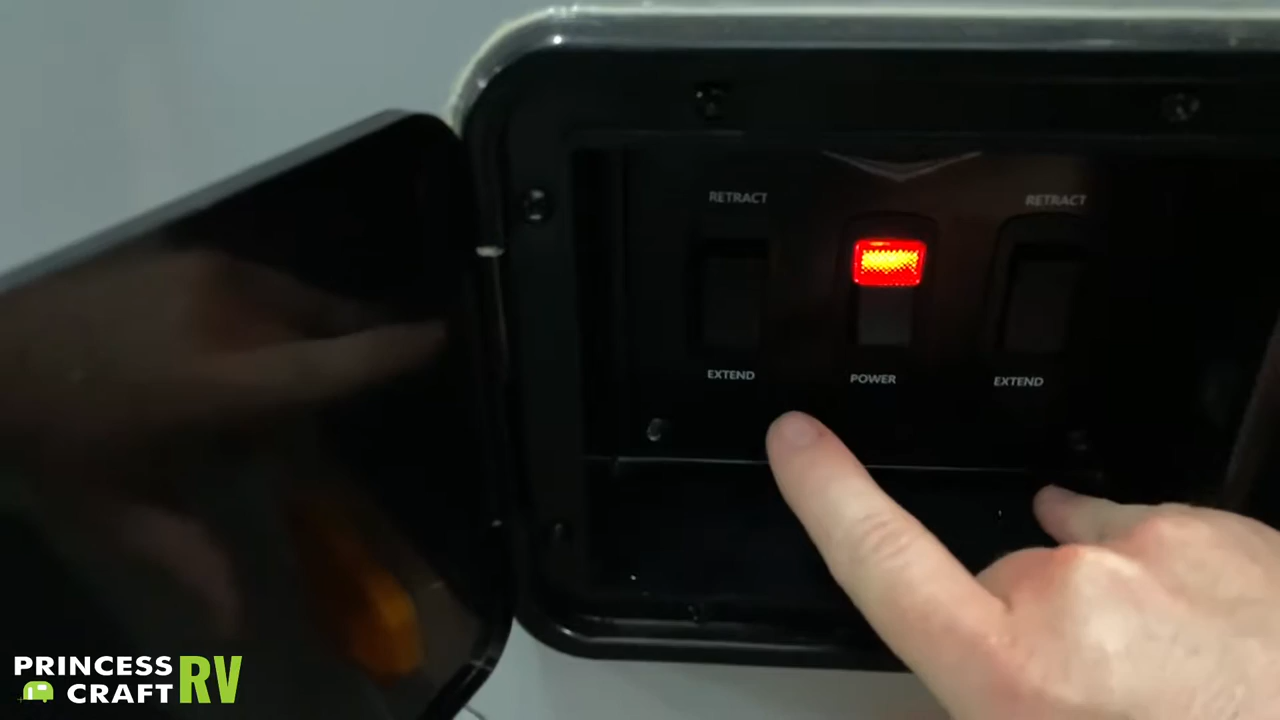 RETRACT
RETRACT
EXTEND
POWER
EXTEND
PRINCESS
CRAFT
RV